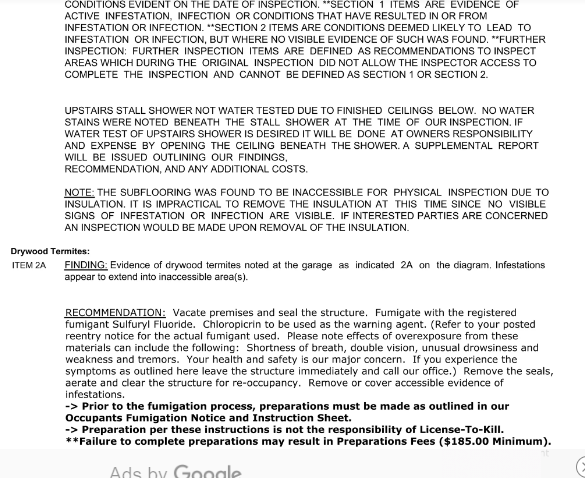 CONDITIONS EVIDENT ON THE DATE OF INSPECTION. **SECTION 1 ITEMS ARE EVIDENCE OF
ACTIVE INFESTATION, INFECTION OR CONDITIONS THAT HAVE RESULTED IN OR FROM
INFESTATION OR INFECTION. **SECTION 2 ITEMS ARE CONDITIONS DEEMED LIKELY TO LEAD TO
INFESTATION OR INFECTION, BUT WHERE NO VISIBLE EVIDENCE OF SUCH WAS FOUND. **FURTHER
INSPECTION: FURTHER INSPECTION ITEMS ARE DEFINED AS RECOMMENDATIONS TO INSPECT
AREAS WHICH DURING THE ORIGINAL INSPECTION DID NOT ALLOW THE INSPECTOR ACCESS TO
COMPLETE THE INSPECTION AND CANNOT BE DEFINED AS SECTION 1 OR SECTION 2.
UPSTAIRS STALL SHOWER NOT WATER TESTED DUE TO FINISHED CEILINGS BELOW. NO WATER
STAINS WERE NOTED BENEATH THE STALL SHOWER AT THE TIME OF OUR INSPECTION. IF
WATER TEST OF UPSTAIRS SHOWER IS DESIRED IT WILL BE DONE AT OWNERS RESPONSIBILITY
AND EXPENSE BY OPENING THE CEILING BENEATH THE SHOWER. A SUPPLEMENTAL REPORT
WILL BE ISSUED OUTLINING OUR FINDINGS,
RECOMMENDATION, AND ANY ADDITIONAL COSTS.
NOTE: THE SUBFLOORING WAS FOUND TO BE INACCESSIBLE FOR PHYSICAL INSPECTION DUE TO
INSULATION. IT IS IMPRACTICAL TO REMOVE THE INSULATION AT THIS TIME SINCE NO VISIBLE
SIGNS OF INFESTATION OR INFECTION ARE VISIBLE. IF INTERESTED PARTIES ARE CONCERNED
AN INSPECTION WOULD BE MADE UPON REMOVAL OF THE INSULATION.
Drywood Termites:
ITEM 2A FINDING: Evidence of drywood termites noted at the garage as indicated 2A on the diagram. Infestations
appear to extend into inaccessible area(s).
RECOMMENDATION: Vacate premises and seal the structure. Fumigate with the registered
fumigant Sulfuryl Fluoride. Chloropicrin to be used as the warning agent. (Refer to your posted
reentry notice for the actual fumigant used. Please note effects of overexposure from these
materials can include the following: Shortness of breath, double vision, unusual drowsiness and
weakness and tremors. Your health and safety is our major concern. If you experience the
symptoms as outlined here leave the structure immediately and call our office.) Remove the seals,
aerate and clear the structure for re-occupancy. Remove or cover accessible evidence of
infestations.
-> Prior to the fumigation process, preparations must be made as outlined in our
Occupants Fumigation Notice and Instruction Sheet.
-> Preparation per these instructions is not the responsibility of License-To-Kill.
**Failure to complete preparations may result in Preparations Fees ($185.00 Minimum).
Ads by Google